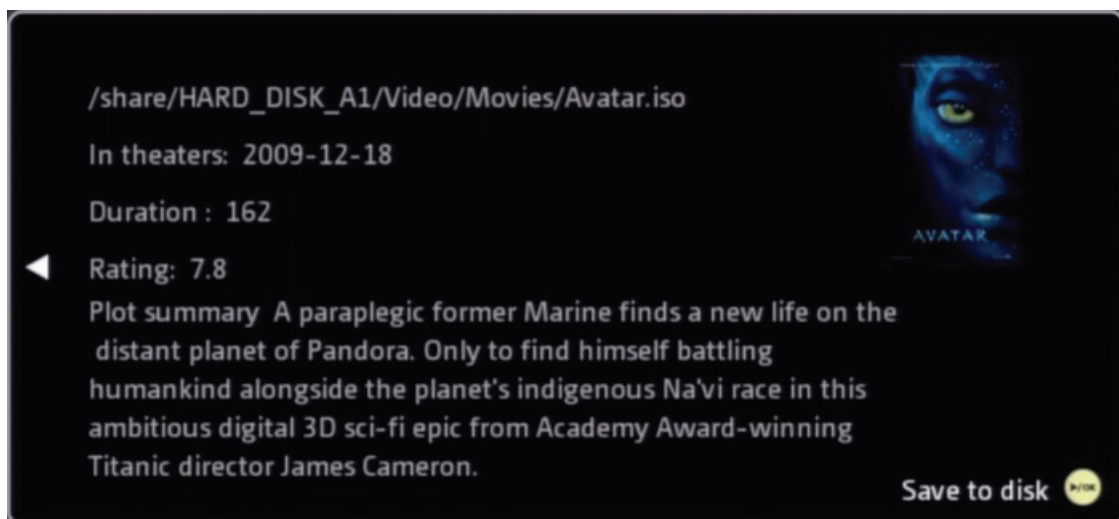 /share/HARD_DISK_A1/Video/Movies/Avatar.iso
In theaters: 2009-12-18
Duration : 162
Rating: 7.8
Plot summary A paraplegic former Marine finds a new life on the
distant planet of Pandora. Only to find himself battling
humankind alongside the planet's indigenous Na'vi race in this
ambitious digital 3D sci-fi epic from Academy Award-winning
Titanic director James Cameron.
AVATAR
Save to disk